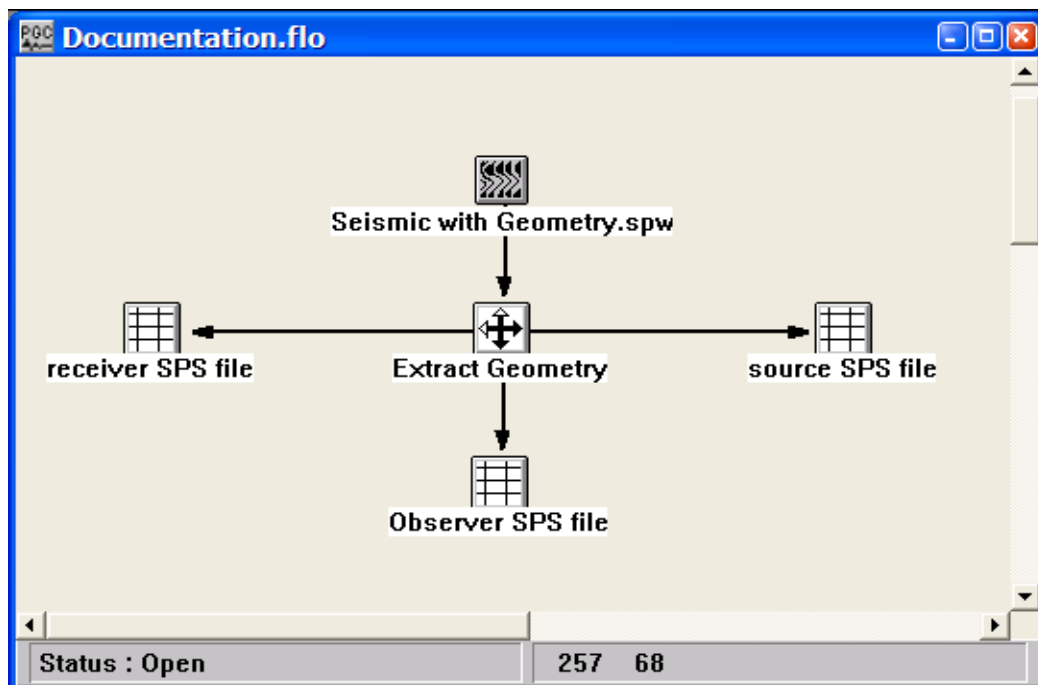 PGC Documentation.flo
Seismic with Geometry.spw
receiver SPS file
Extract Geometry
source SPS file
Observer SPS file
Status : Open
257 68